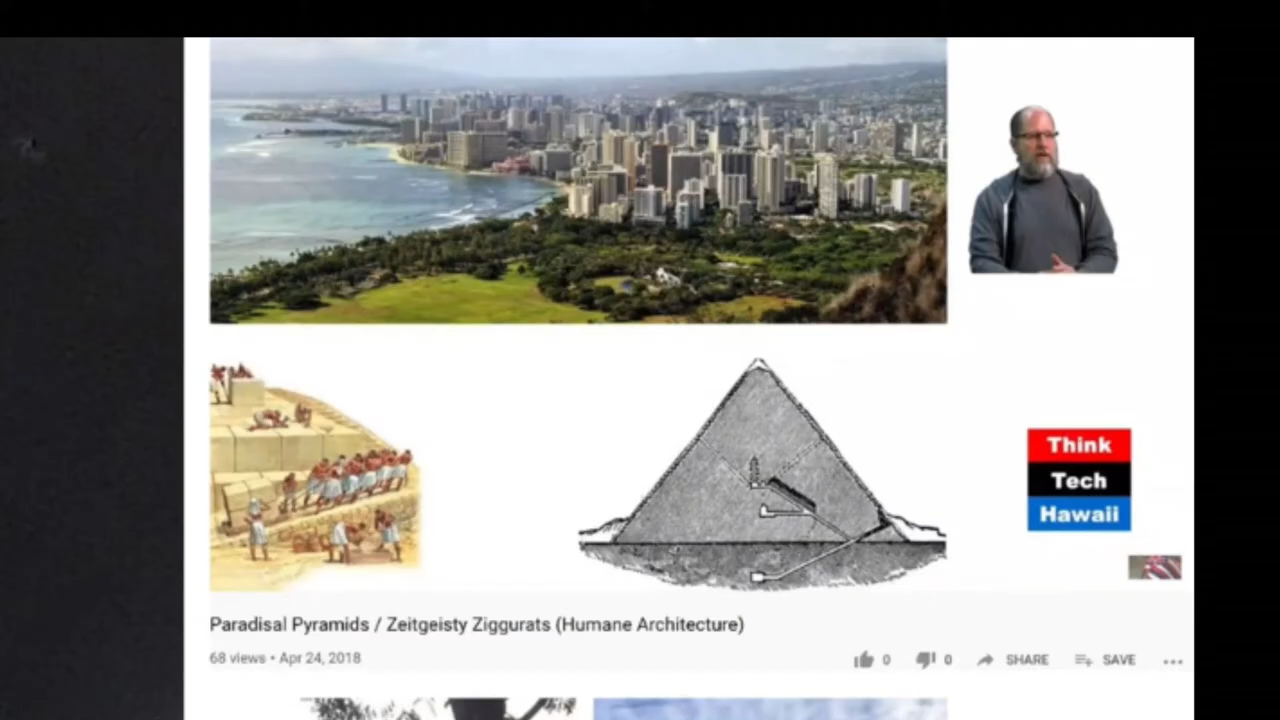 Think
Tech
Hawaii
Paradisal Pyramids / Zeitgeisty Ziggurats (Humane Architecture)
68 views • Apr 24, 2018
0
0
SHARE
SAVE